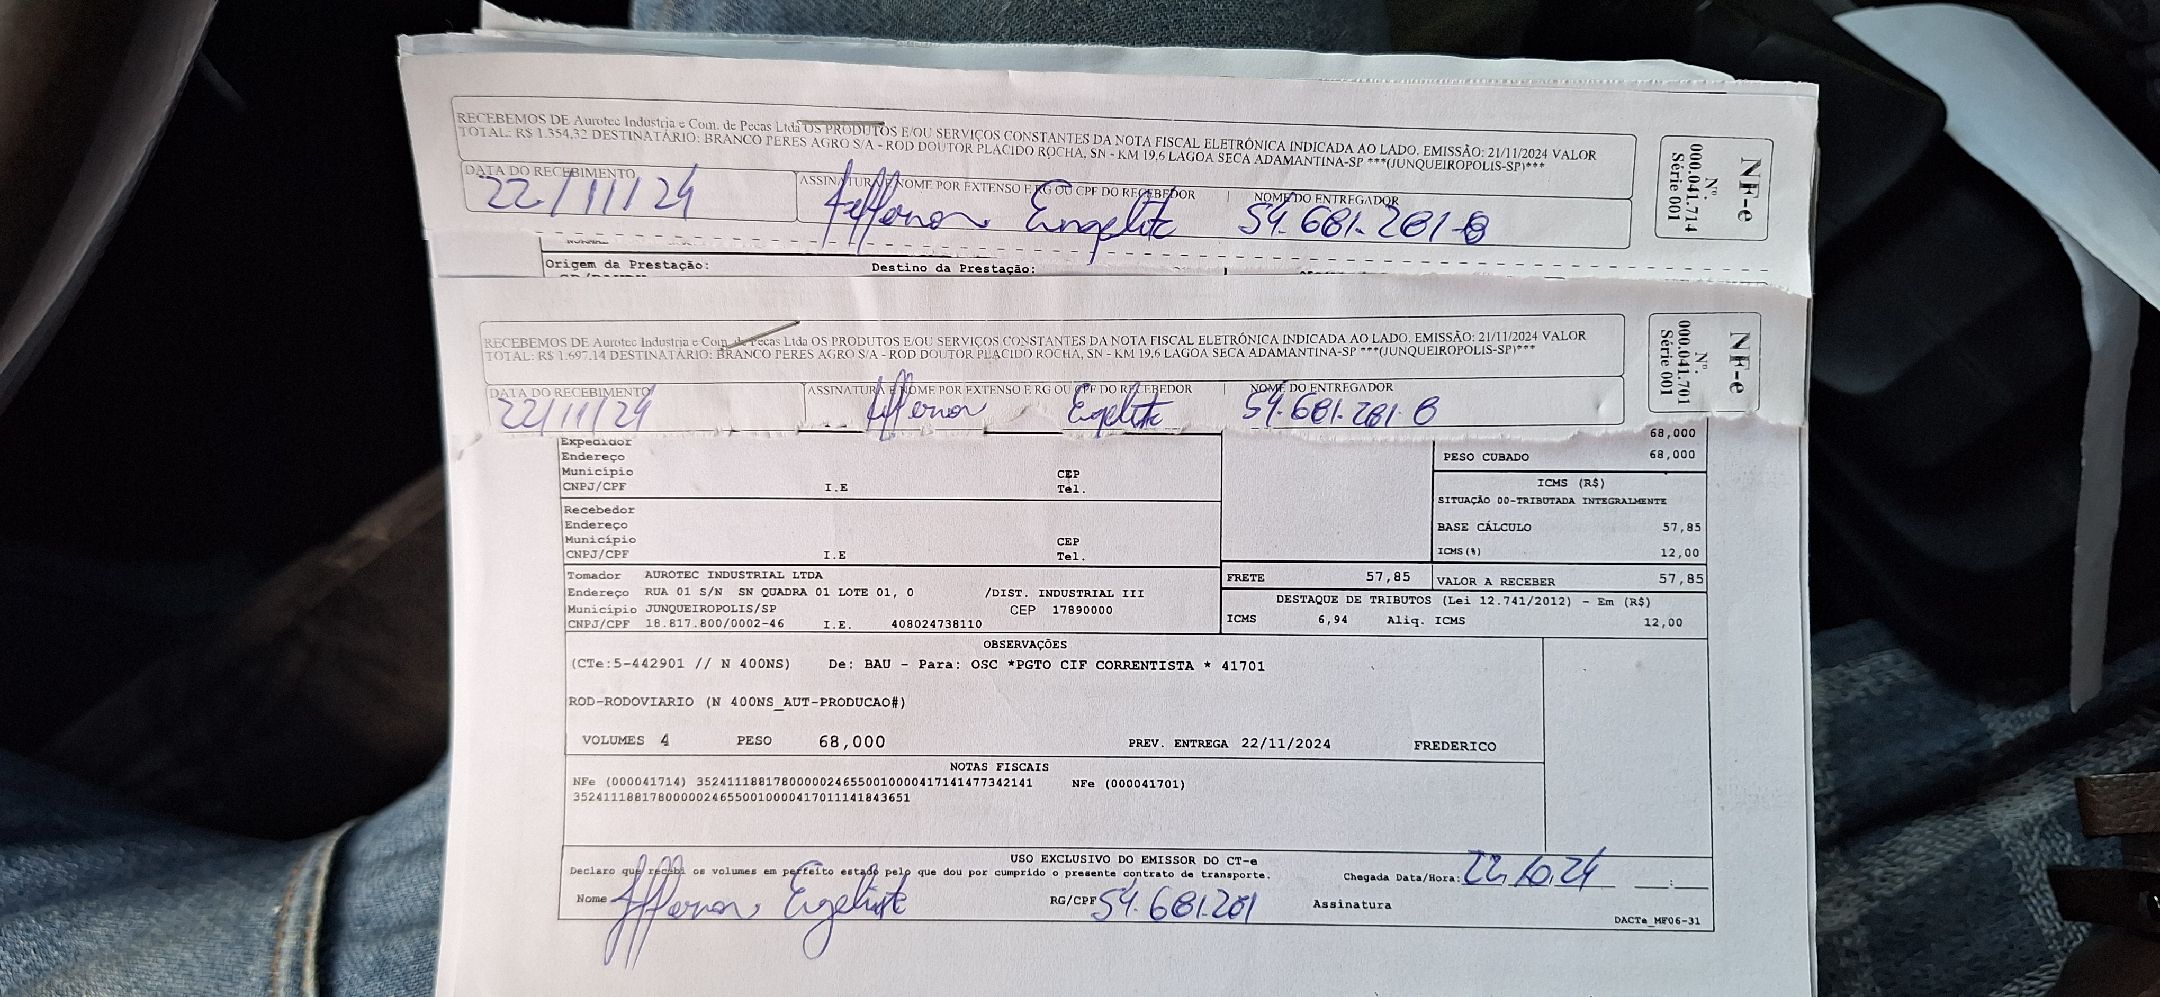 RECEBEMOS DE Aurotec Industria e Com. de Pecas Ltda OS PRODUTOS E/OU SERVIÇOS CONSTANTES DA NOTA FISCAL ELETRÔNICA INDICADA AO LADO. EMISSÃO: 21/11/2024 VALOR
TOTAL: R$ 1.354,32 DESTINATÁRIO: BRANCO PERES AGRO S/A - ROD DOUTOR PLACIDO ROCHA, SN - KM 19,6 LAGOA SECA ADAMANTINA-SP ***(JUNQUEIROPOLIS-SP)***
NF-e
Nº.
000.041.714
Série 001
DATA DO RECEBIMENTO
22/11/24
ASSINATURA E NOME POR EXTENSO E RG OU CPF DO RECEBEDOR | NOME DO ENTREGADOR
Jefferson 54.681.281-8
Origem da Prestação: Destino da Prestação:
RECEBEMOS DE Aurotec Industria e Com. de Pecas Ltda OS PRODUTOS E/OU SERVIÇOS CONSTANTES DA NOTA FISCAL ELETRÔNICA INDICADA AO LADO. EMISSÃO: 21/11/2024 VALOR
TOTAL: R$ 1.697,14 DESTINATÁRIO: BRANCO PERES AGRO S/A - ROD DOUTOR PLACIDO ROCHA, SN - KM 19,6 LAGOA SECA ADAMANTINA-SP ***(JUNQUEIROPOLIS-SP)***
NF-e
Nº.
000.041.701
Série 001
DATA DO RECEBIMENTO
22/11/24
ASSINATURA E NOME POR EXTENSO E RG OU CPF DO RECEBEDOR | NOME DO ENTREGADOR
Jefferson 54.681.281-8
Expedidor
Endereço
Município CEP
CNPJ/CPF I.E Tel.
Recebedor
Endereço
Município CEP
CNPJ/CPF I.E Tel.
68,000
PESO CUBADO 68,000
ICMS (R$)
SITUAÇÃO 00-TRIBUTADA INTEGRALMENTE
BASE CÁLCULO 57,85
ICMS(%) 12,00
Tomador AUROTEC INDUSTRIAL LTDA
Endereço RUA 01 S/N SN QUADRA 01 LOTE 01, 0 /DIST. INDUSTRIAL III
Município JUNQUEIROPOLIS/SP CEP 17890000
CNPJ/CPF 18.817.800/0002-46 I.E. 408024738110
FRETE 57,85 VALOR A RECEBER 57,85
DESTAQUE DE TRIBUTOS (Lei 12.741/2012) - Em (R$)
ICMS 6,94 Aliq. ICMS 12,00
OBSERVAÇÕES
(CTe:5-442901 // N 400NS) De: BAU - Para: OSC *PGTO CIF CORRENTISTA * 41701
ROD-RODOVIARIO (N 400NS_AUT-PRODUCAO#)
VOLUMES 4 PESO 68,000 PREV. ENTREGA 22/11/2024 FREDERICO
NOTAS FISCAIS
NFe (000041714) 35241118817800000246550010000417141477342141 NFe (000041701)
35241118817800000246550010000417011141843651
USO EXCLUSIVO DO EMISSOR DO CT-e
Declaro que recebi os volumes em perfeito estado pelo que dou por cumprido o presente contrato de transporte. Chegada Data/Hora: 22.10.24 __:__
Nome Jefferson RG/CPF 54.681.281 Assinatura
DACTe_MF06-31